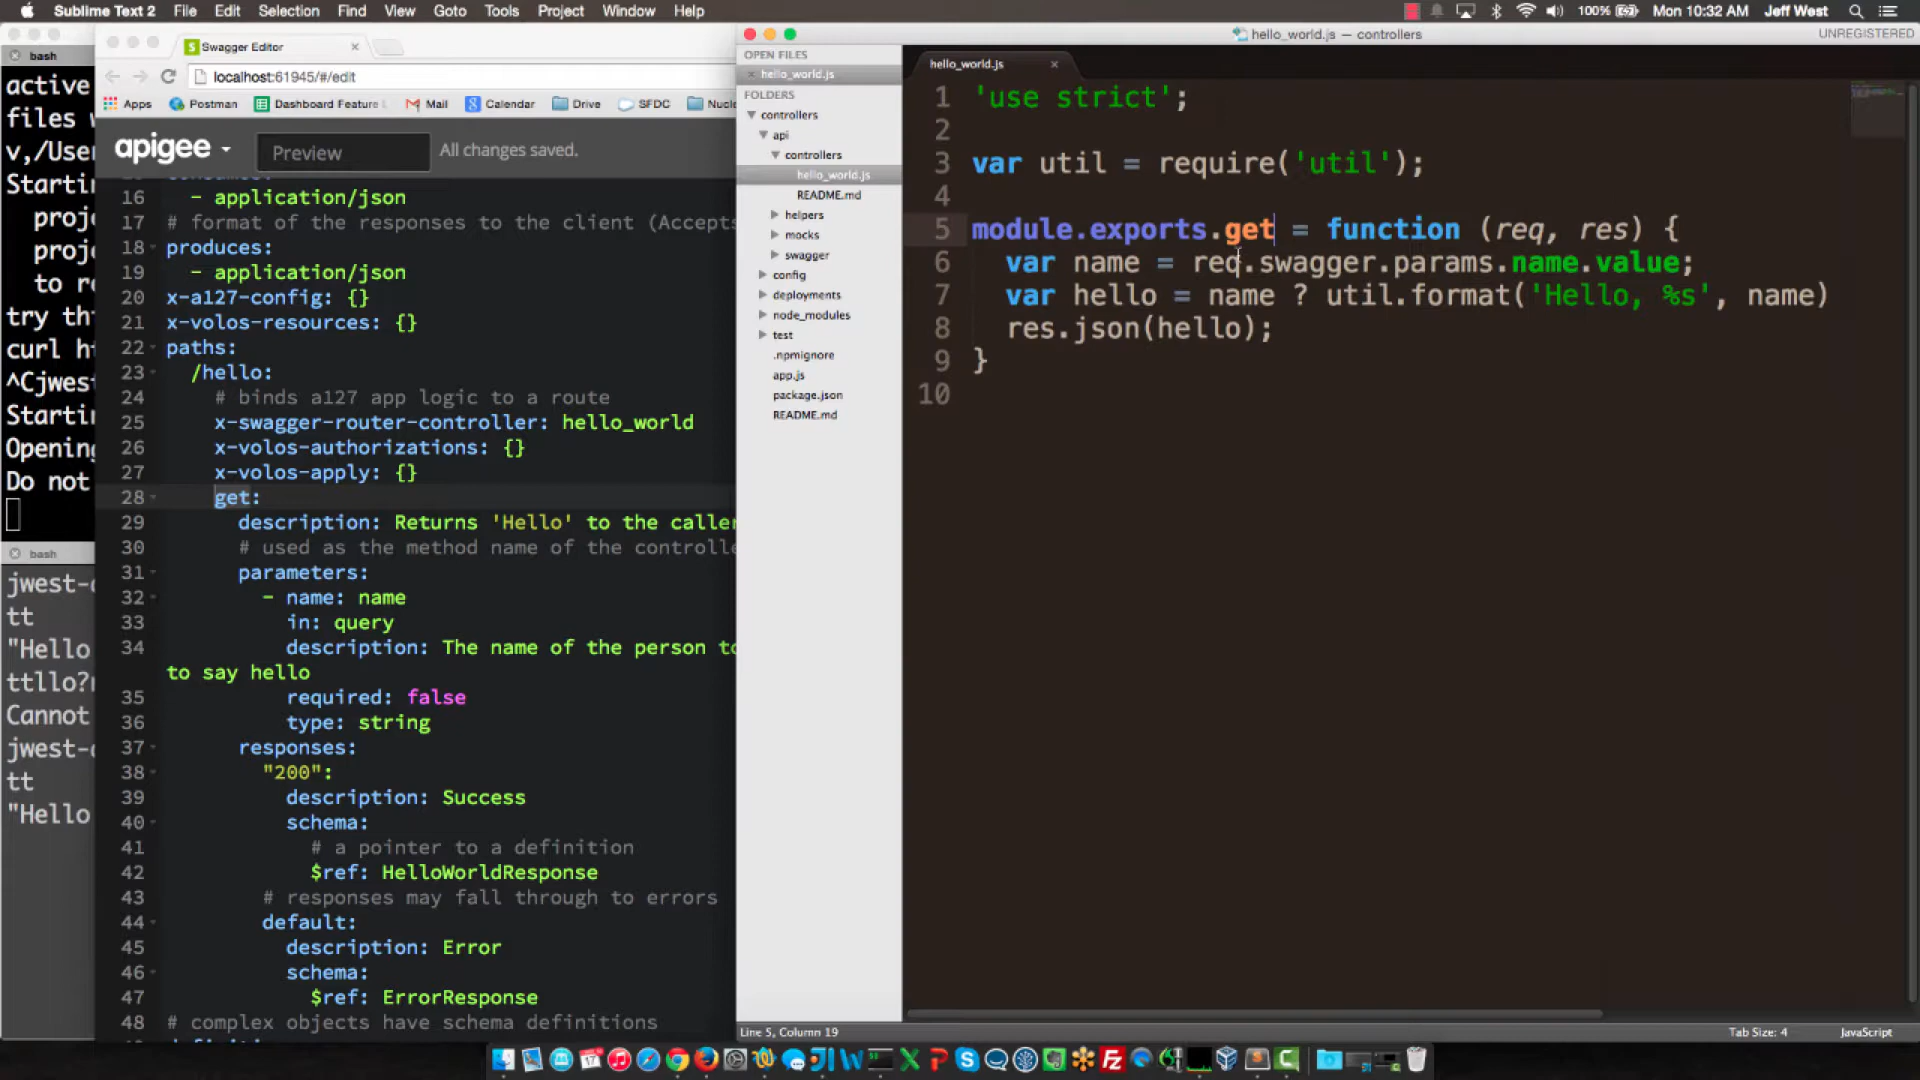 Sublime Text 2 File Edit Selection Find View Goto Tools Project Window Help 100% Mon 10:32 AM Jeff West
bash
active
files w
v,/User
Starti
proje
proje
to re
try thi
curl ht
^Cjwest
Startin
Opening
Do not
bash
jwest-
tt
"Hello
ttllo?n
Cannot
jwest-
tt
"Hello
Swagger Editor
localhost:61945/#/edit
Apps Postman Dashboard Feature Mail Calendar Drive SFDC Nucle
apigee Preview All changes saved.
16 - application/json
17 # format of the responses to the client (Accepts
18 produces:
19 - application/json
20 x-a127-config: {}
21 x-volos-resources: {}
22 paths:
23 /hello:
24 # binds a127 app logic to a route
25 x-swagger-router-controller: hello_world
26 x-volos-authorizations: {}
27 x-volos-apply: {}
28 get:
29 description: Returns 'Hello' to the caller
30 # used as the method name of the controlle
31 parameters:
32 - name: name
33 in: query
34 description: The name of the person to
to say hello
35 required: false
36 type: string
37 responses:
38 "200":
39 description: Success
40 schema:
41 # a pointer to a definition
42 $ref: HelloWorldResponse
43 # responses may fall through to errors
44 default:
45 description: Error
46 schema:
47 $ref: ErrorResponse
48 # complex objects have schema definitions
hello_world.js — controllers
UNREGISTERED
OPEN FILES
hello_world.js
FOLDERS
controllers
api
controllers
hello_world.js
README.md
helpers
mocks
swagger
config
deployments
node_modules
test
.npmignore
app.js
package.json
README.md
hello_world.js
1 'use strict';
2
3 var util = require('util');
4
5 module.exports.get = function (req, res) {
6 var name = req.swagger.params.name.value;
7 var hello = name ? util.format('Hello, %s', name)
8 res.json(hello);
9 }
10
Line 5, Column 19
Tab Size: 4
JavaScript